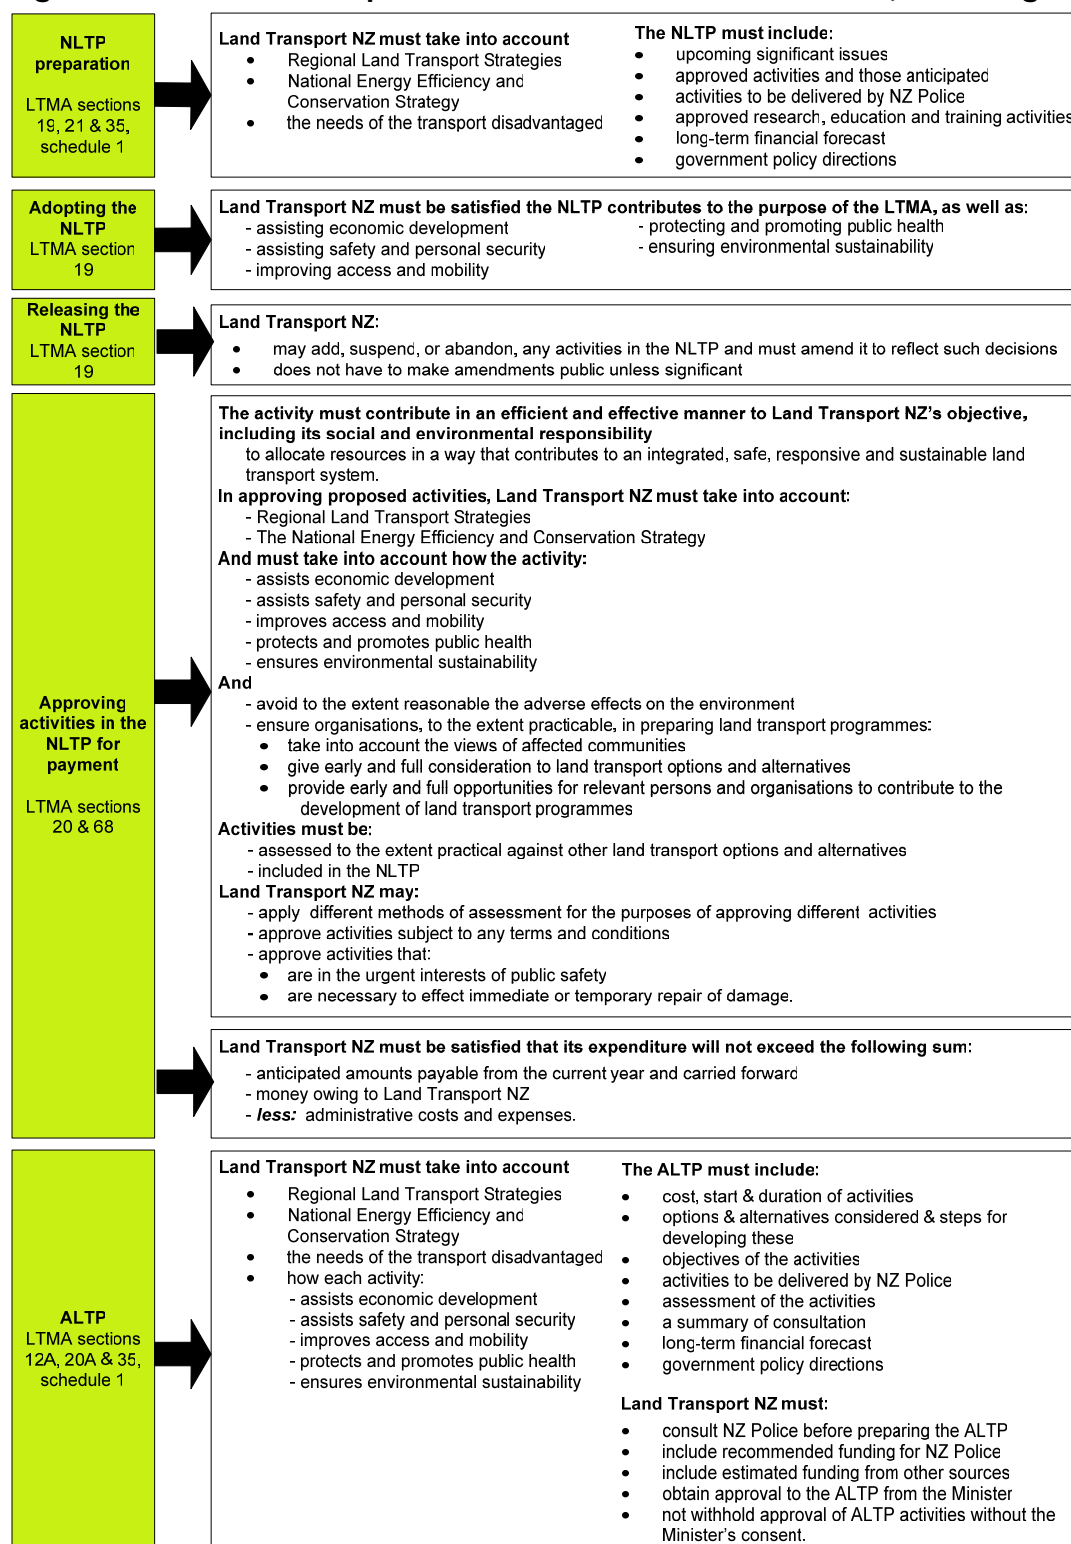 NLTP
preparation
LTMA sections
19, 21 & 35,
schedule 1
Land Transport NZ must take into account
• Regional Land Transport Strategies
• National Energy Efficiency and
Conservation Strategy
• the needs of the transport disadvantaged
The NLTP must include:
• upcoming significant issues
• approved activities and those anticipated
• activities to be delivered by NZ Police
• approved research, education and training activities
• long-term financial forecast
• government policy directions
Adopting the
NLTP
LTMA section
19
Land Transport NZ must be satisfied the NLTP contributes to the purpose of the LTMA, as well as:
- assisting economic development
- assisting safety and personal security
- improving access and mobility
- protecting and promoting public health
- ensuring environmental sustainability
Releasing the
NLTP
LTMA section
19
Land Transport NZ:
• may add, suspend, or abandon, any activities in the NLTP and must amend it to reflect such decisions
• does not have to make amendments public unless significant
Approving
activities in the
NLTP for
payment
LTMA sections
20 & 68
The activity must contribute in an efficient and effective manner to Land Transport NZ's objective,
including its social and environmental responsibility
to allocate resources in a way that contributes to an integrated, safe, responsive and sustainable land
transport system.
In approving proposed activities, Land Transport NZ must take into account:
- Regional Land Transport Strategies
- The National Energy Efficiency and Conservation Strategy
And must take into account how the activity:
- assists economic development
- assists safety and personal security
- improves access and mobility
- protects and promotes public health
- ensures environmental sustainability
And
- avoid to the extent reasonable the adverse effects on the environment
- ensure organisations, to the extent practicable, in preparing land transport programmes:
• take into account the views of affected communities
• give early and full consideration to land transport options and alternatives
• provide early and full opportunities for relevant persons and organisations to contribute to the
development of land transport programmes
Activities must be:
- assessed to the extent practical against other land transport options and alternatives
- included in the NLTP
Land Transport NZ may:
- apply different methods of assessment for the purposes of approving different activities
- approve activities subject to any terms and conditions
- approve activities that:
• are in the urgent interests of public safety
• are necessary to effect immediate or temporary repair of damage.
Land Transport NZ must be satisfied that its expenditure will not exceed the following sum:
- anticipated amounts payable from the current year and carried forward
- money owing to Land Transport NZ
- less: administrative costs and expenses.
ALTP
LTMA sections
12A, 20A & 35,
schedule 1
Land Transport NZ must take into account
• Regional Land Transport Strategies
• National Energy Efficiency and
Conservation Strategy
• the needs of the transport disadvantaged
• how each activity:
- assists economic development
- assists safety and personal security
- improves access and mobility
- protects and promotes public health
- ensures environmental sustainability
The ALTP must include:
• cost, start & duration of activities
• options & alternatives considered & steps for
developing these
• objectives of the activities
• activities to be delivered by NZ Police
• assessment of the activities
• a summary of consultation
• long-term financial forecast
• government policy directions
Land Transport NZ must:
• consult NZ Police before preparing the ALTP
• include recommended funding for NZ Police
• include estimated funding from other sources
• obtain approval to the ALTP from the Minister
• not withhold approval of ALTP activities without the
Minister's consent.